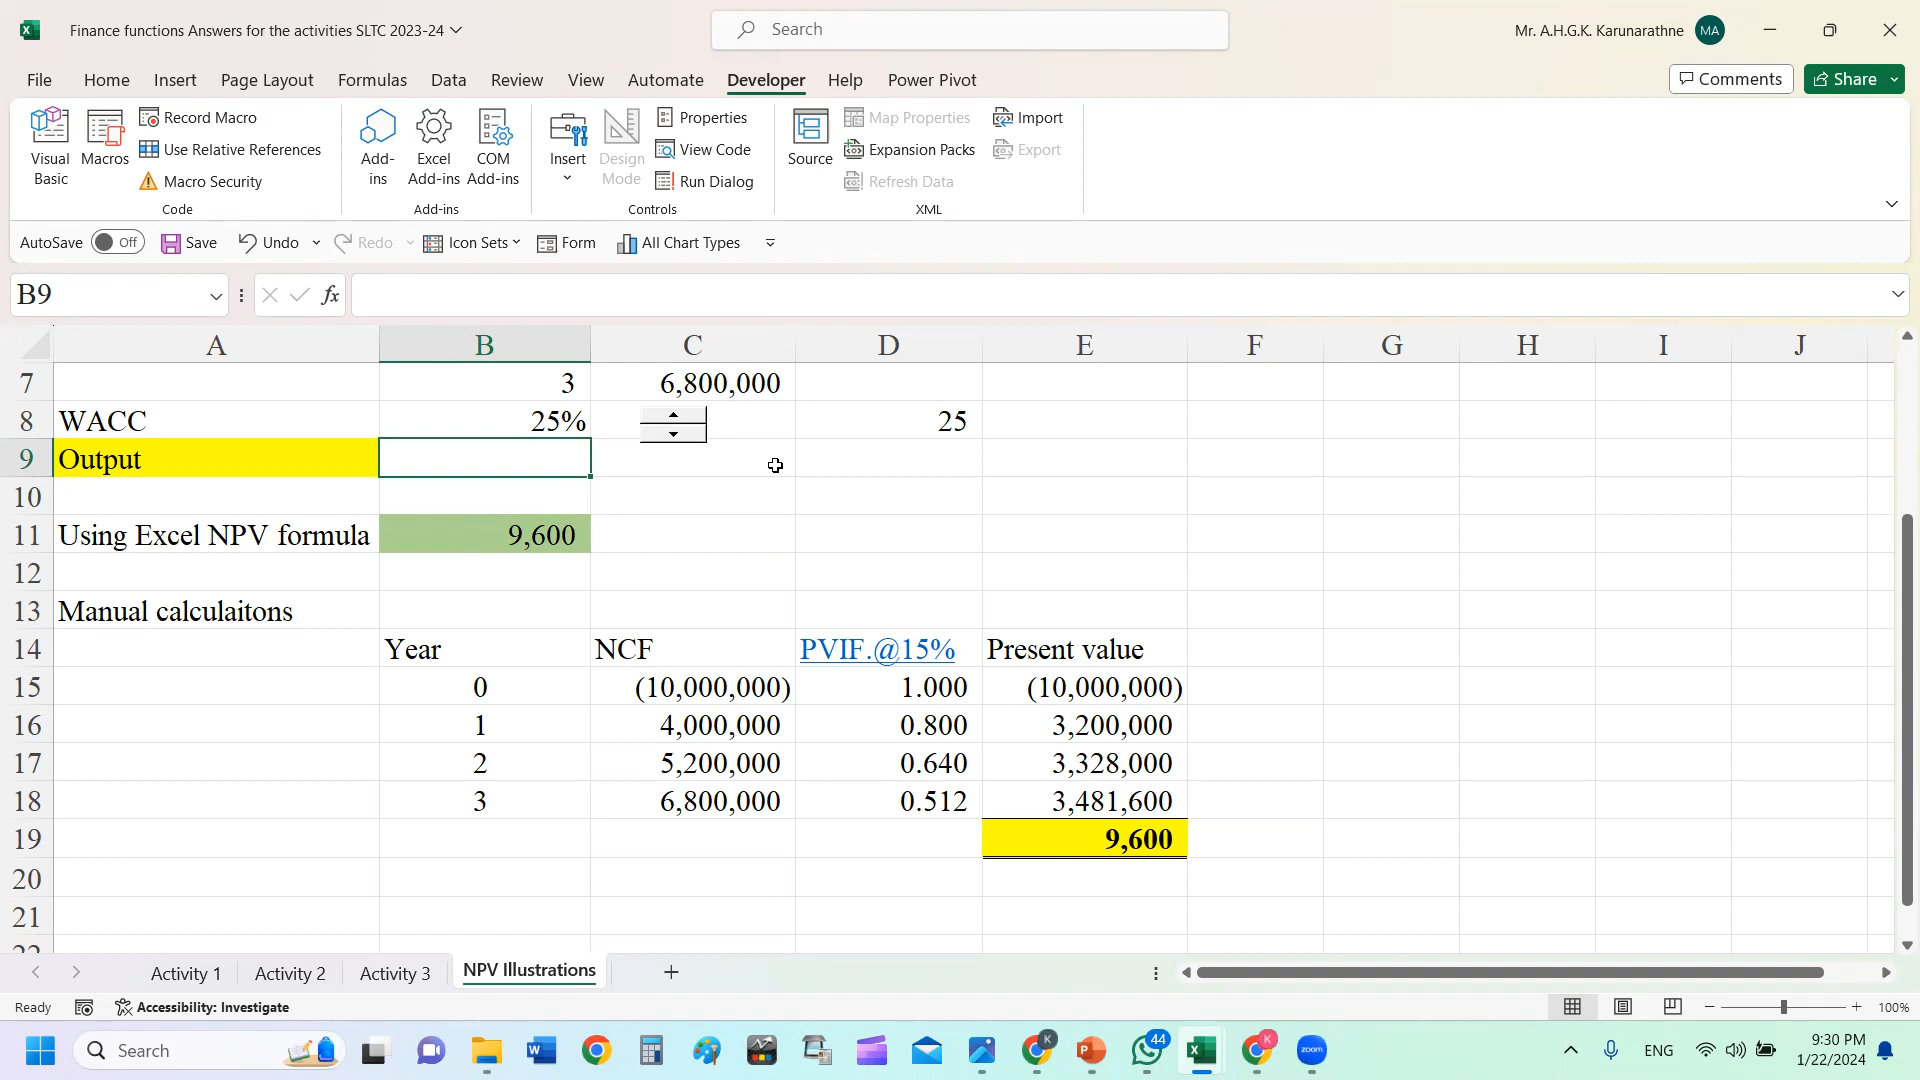 Finance functions Answers for the activities SLTC 2023-24
Search
Mr. A.H.G.K. Karunarathne
MA
File Home Insert Page Layout Formulas Data Review View Automate Developer Help Power Pivot
Comments
Share
Visual Basic
Macros
Record Macro
Use Relative References
Macro Security
Code
Add-ins
Excel Add-ins
COM Add-ins
Add-ins
Insert
Design Mode
Properties
View Code
Run Dialog
Controls
Source
Map Properties
Expansion Packs
Refresh Data
Import
Export
XML
AutoSave Off Save Undo Redo Icon Sets Form All Chart Types
B9
fx
A B C D E F G H I J
7 3 6,800,000
8 WACC 25% 25
9 Output
10
11 Using Excel NPV formula 9,600
12
13 Manual calculaitons
14 Year NCF PVIF.@15% Present value
15 0 (10,000,000) 1.000 (10,000,000)
16 1 4,000,000 0.800 3,200,000
17 2 5,200,000 0.640 3,328,000
18 3 6,800,000 0.512 3,481,600
19 9,600
20
21
22
Activity 1 Activity 2 Activity 3 NPV Illustrations
Ready Accessibility: Investigate
100%
Search
K
44
K
zoom
ENG
9:30 PM
1/22/2024